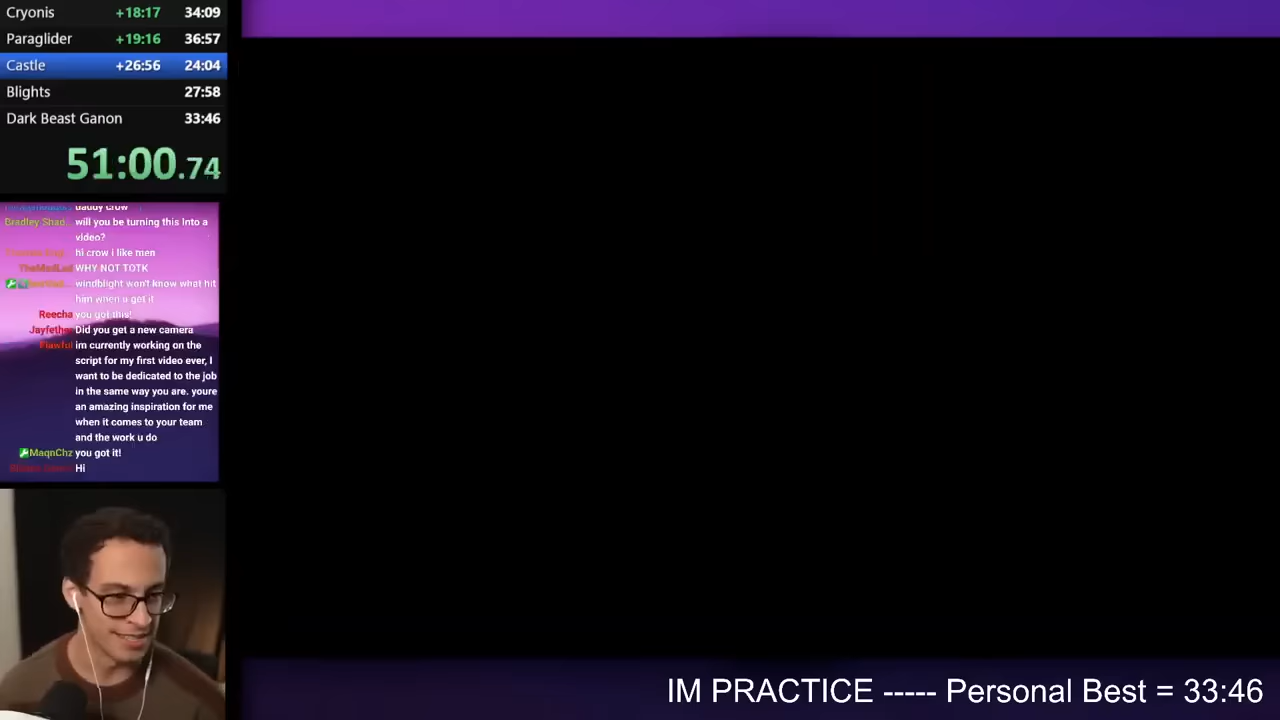 Cryonis +18:17 34:09
Paraglider +19:16 36:57
Castle +26:56 24:04
Blights 27:58
Dark Beast Ganon 33:46
51:00.74
daddy crow
Bradley-Shad... will you be turning this Into a
video?
hi crow i like men
TheMadLad WHY NOT TOTK
windblight won't know what hit
him when u get it
Reecha you got this!
Jayfether Did you get a new camera
im currently working on the
script for my first video ever, I
want to be dedicated to the job
in the same way you are. youre
an amazing inspiration for me
when it comes to your team
and the work u do
MaqnChz you got it!
Hi
IM PRACTICE ----- Personal Best = 33:46